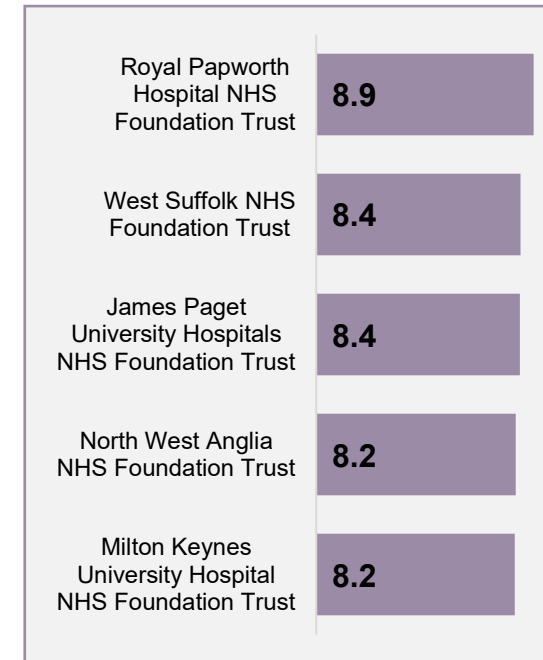 Royal Papworth
Hospital NHS
Foundation Trust
8.9
West Suffolk NHS
Foundation Trust
8.4
James Paget
University Hospitals
NHS Foundation Trust
8.4
North West Anglia
NHS Foundation Trust
8.2
Milton Keynes
University Hospital
NHS Foundation Trust
8.2